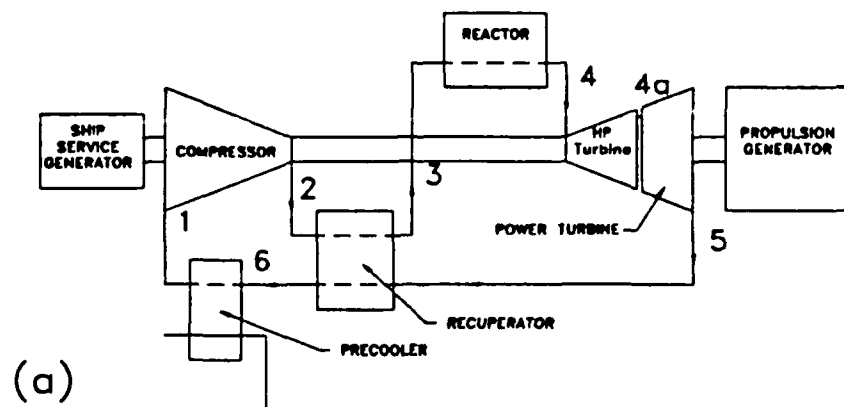 REACTOR
4
4a
SHIP
SERVICE
GENERATOR
COMPRESSOR
HP
Turbine
PROPULSION
GENERATOR
2
3
1
POWER TURBINE
5
6
RECUPERATOR
PRECOOLER
(a)